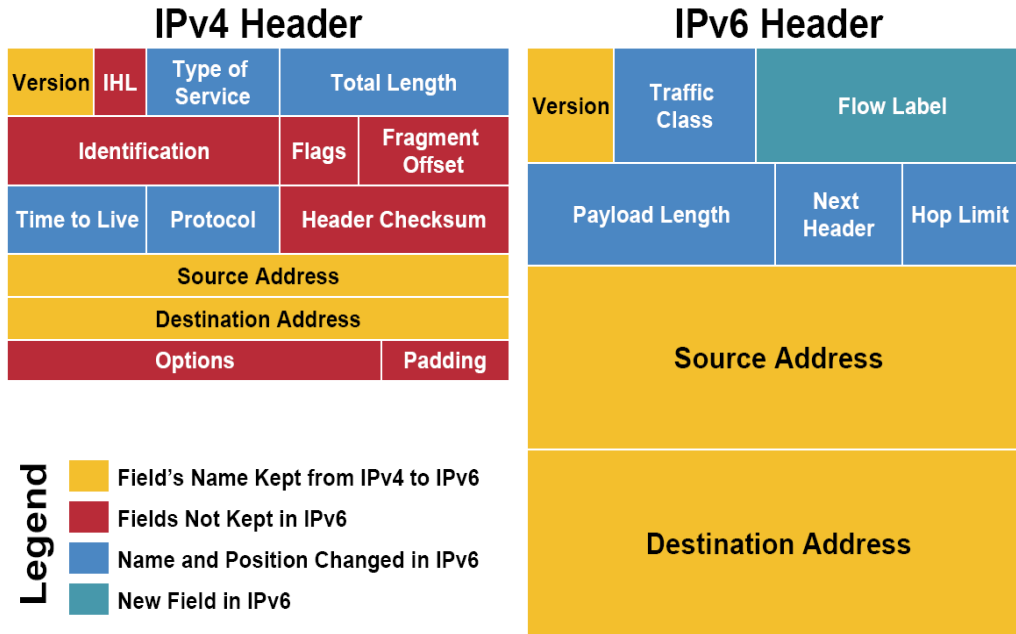 IPv4 Header
Version
IHL
Type of
Service
Total Length
Identification
Flags
Fragment
Offset
Time to Live
Protocol
Header Checksum
Source Address
Destination Address
Options
Padding
IPv6 Header
Version
Traffic
Class
Flow Label
Payload Length
Next
Header
Hop Limit
Source Address
Destination Address
Legend
Field's Name Kept from IPv4 to IPv6
Fields Not Kept in IPv6
Name and Position Changed in IPv6
New Field in IPv6